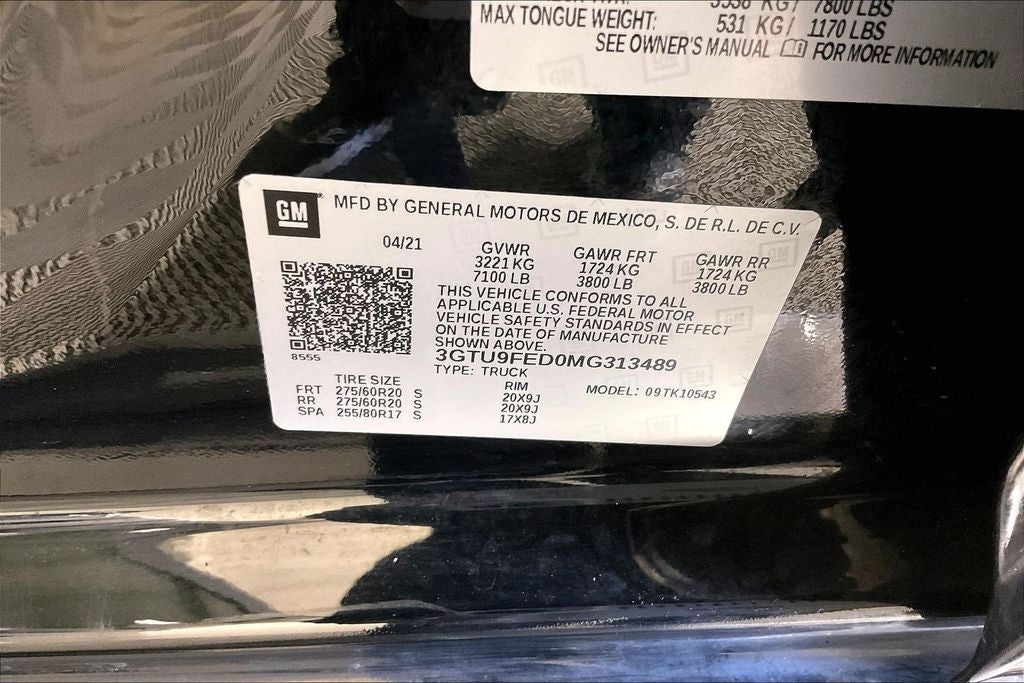 3538 KG/ 7800 LBS
MAX TONGUE WEIGHT: 531 KG/ 1170 LBS
SEE OWNER'S MANUAL FOR MORE INFORMATION
GM MFD BY GENERAL MOTORS DE MEXICO, S. DE R.L. DE C.V.
04/21 GVWR GAWR FRT GAWR RR
3221 KG 1724 KG 1724 KG
7100 LB 3800 LB 3800 LB
THIS VEHICLE CONFORMS TO ALL
APPLICABLE U.S. FEDERAL MOTOR
VEHICLE SAFETY STANDARDS IN EFFECT
ON THE DATE OF MANUFACTURE
SHOWN ABOVE.
8555 3GTU9FED0MG313489
TYPE: TRUCK
TIRE SIZE RIM MODEL: 09TK10543
FRT 275/60R20 S 20X9J
RR 275/60R20 S 20X9J
SPA 255/80R17 S 17X8J